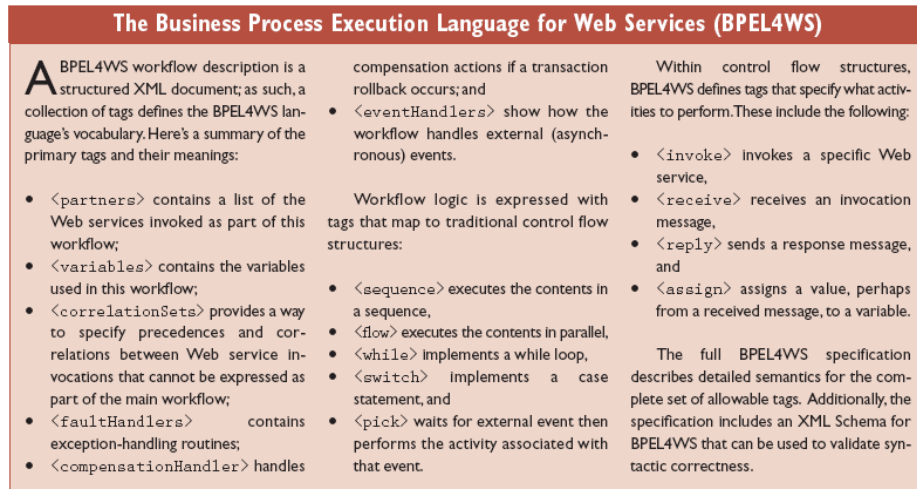 The Business Process Execution Language for Web Services (BPEL4WS)
A BPEL4WS workflow description is a
structured XML document; as such, a
collection of tags defines the BPEL4WS lan-
guage's vocabulary. Here's a summary of the
primary tags and their meanings:
• <partners> contains a list of the
Web services invoked as part of this
workflow;
• <variables> contains the variables
used in this workflow;
• <correlationSets> provides a way
to specify precedences and cor-
relations between Web service in-
vocations that cannot be expressed as
part of the main workflow;
• <faultHandlers> contains
exception-handling routines;
• <compensationHandler> handles
compensation actions if a transaction
rollback occurs; and
• <eventHandlers> show how the
workflow handles external (asynch-
ronous) events.
Workflow logic is expressed with
tags that map to traditional control flow
structures:
• <sequence> executes the contents in
a sequence,
• <flow> executes the contents in parallel,
• <while> implements a while loop,
• <switch> implements a case
statement, and
• <pick> waits for external event then
performs the activity associated with
that event.
Within control flow structures,
BPEL4WS defines tags that specify what activ-
ities to perform. These include the following:
• <invoke> invokes a specific Web
service,
• <receive> receives an invocation
message,
• <reply> sends a response message,
and
• <assign> assigns a value, perhaps
from a received message, to a variable.
The full BPEL4WS specification
describes detailed semantics for the com-
plete set of allowable tags. Additionally, the
specification includes an XML Schema for
BPEL4WS that can be used to validate syn-
tactic correctness.